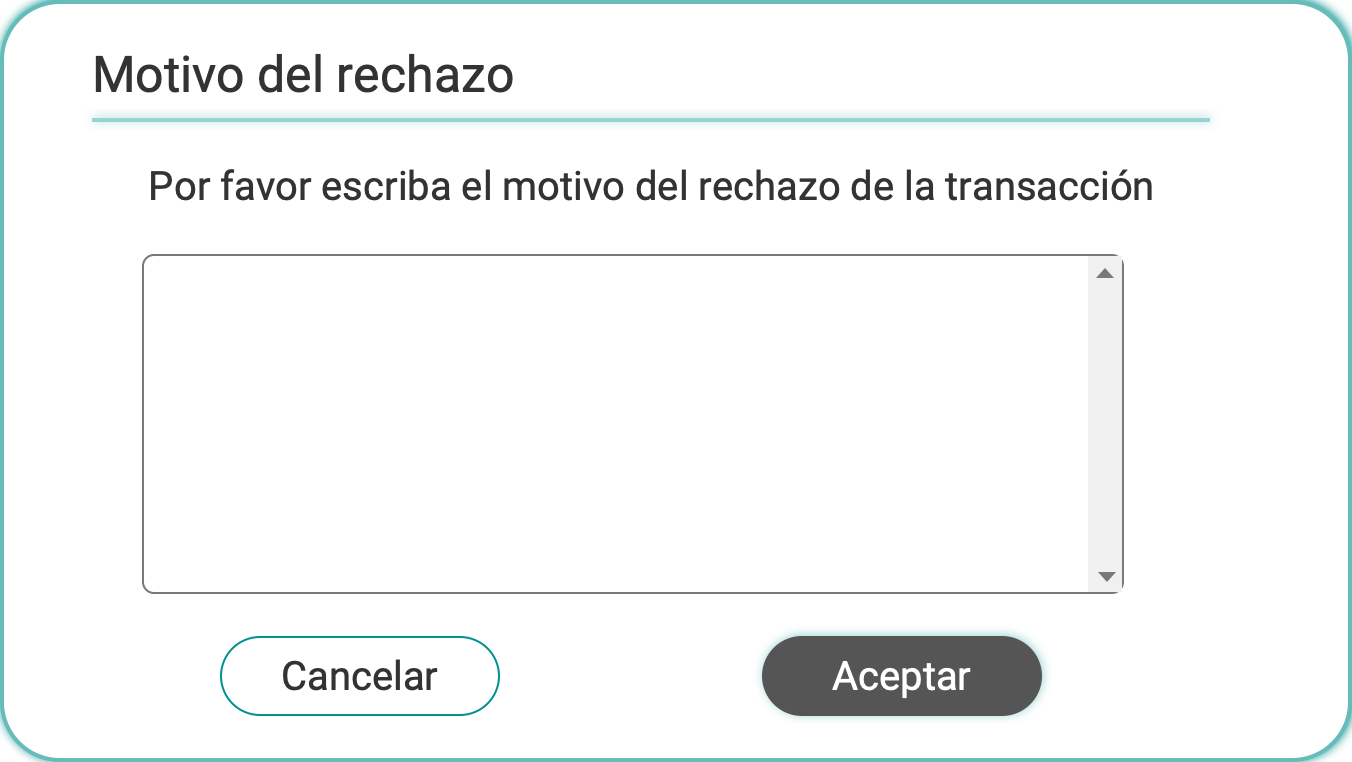 Motivo del rechazo
Por favor escriba el motivo del rechazo de la transacción
Cancelar
Aceptar